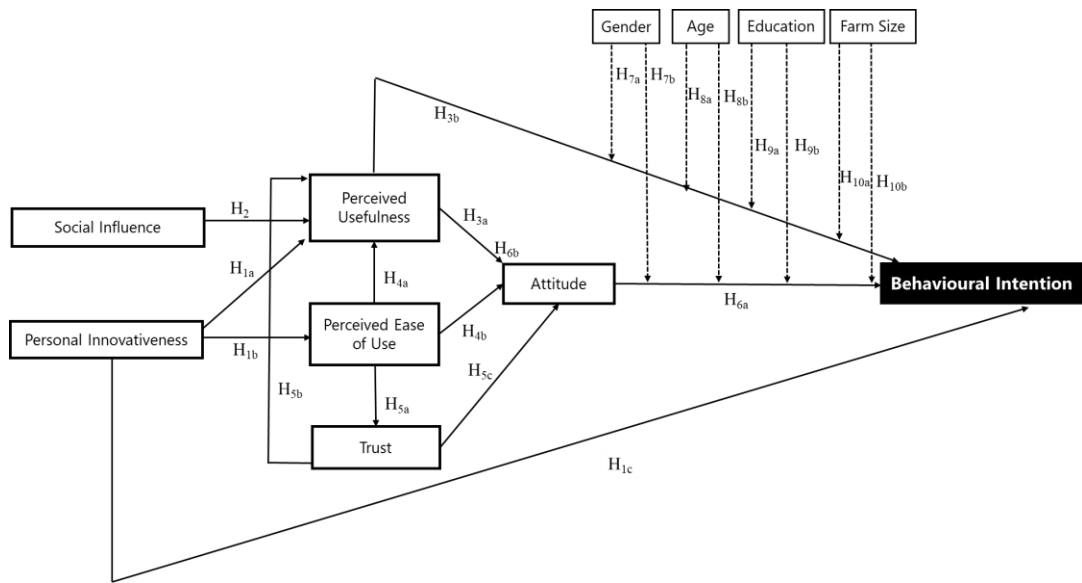 Gender
Age
Education
Farm Size
H7a
H7b
H8a
H8b
H9a
H9b
H10a
H10b
H3b
Perceived
Usefulness
Social Influence
H2
H3a
H6b
H1a
H4a
Attitude
Behavioural Intention
H6a
Personal Innovativeness
H1b
Perceived Ease
of Use
H4b
H5b
H5a
H5c
Trust
H1c